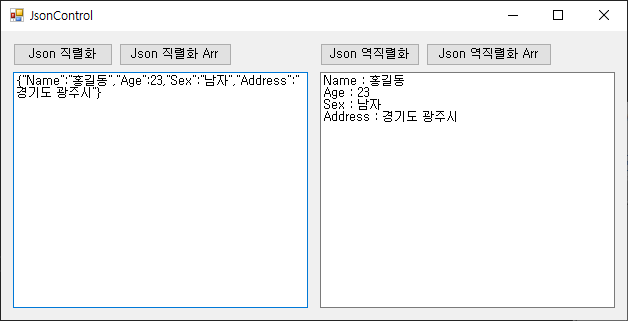 JsonControl
Json 직렬화
Json 직렬화 Arr
Json 역직렬화
Json 역직렬화 Arr
{"Name":"홍길동","Age":23,"Sex":"남자","Address":"
경기도 광주시"}
Name : 홍길동
Age : 23
Sex : 남자
Address : 경기도 광주시